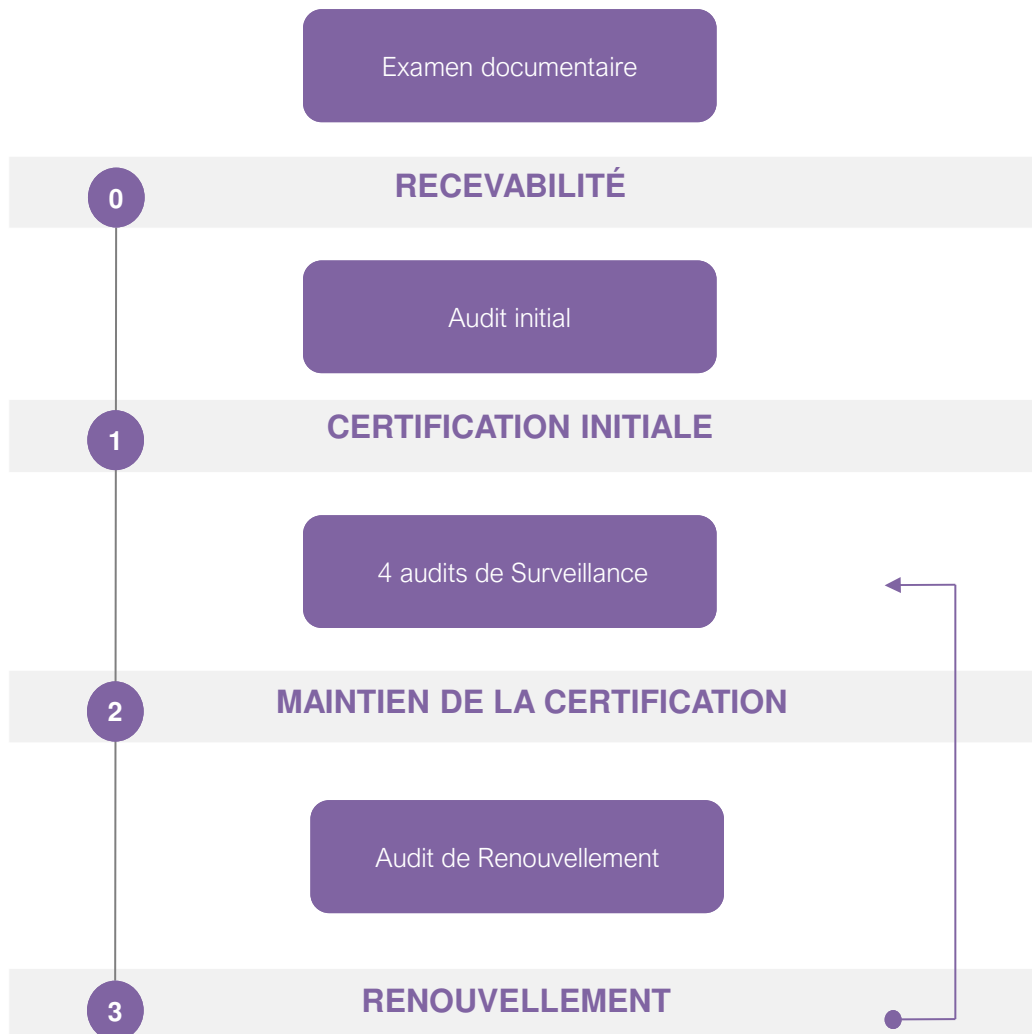 Examen documentaire
0
RECEVABILITÉ
Audit initial
1
CERTIFICATION INITIALE
4 audits de Surveillance
2
MAINTIEN DE LA CERTIFICATION
Audit de Renouvellement
3
RENOUVELLEMENT